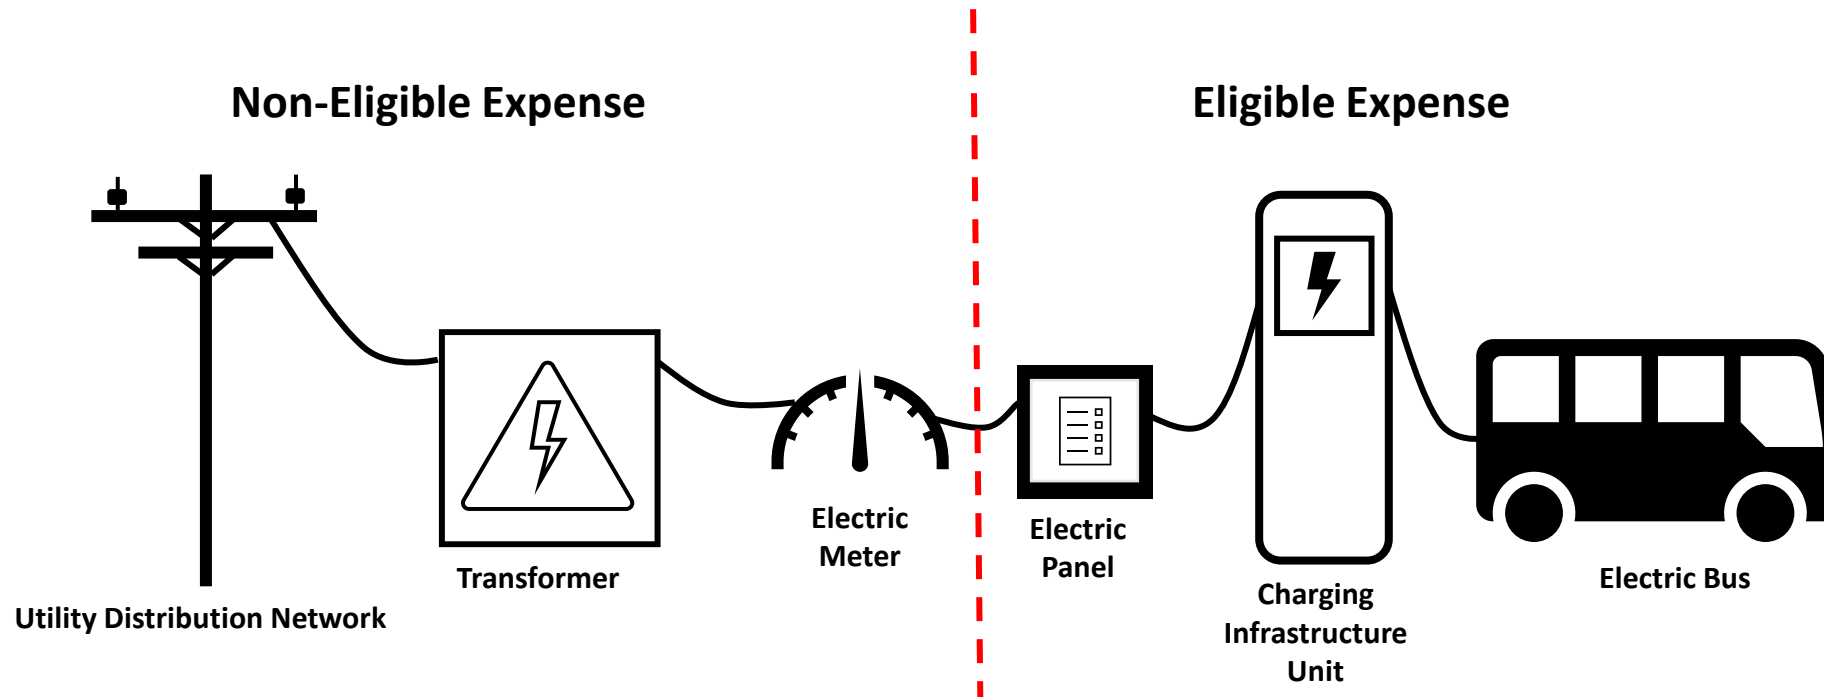 Non-Eligible Expense
Eligible Expense
Utility Distribution Network
Transformer
Electric
Meter
Electric
Panel
Charging
Infrastructure
Unit
Electric Bus